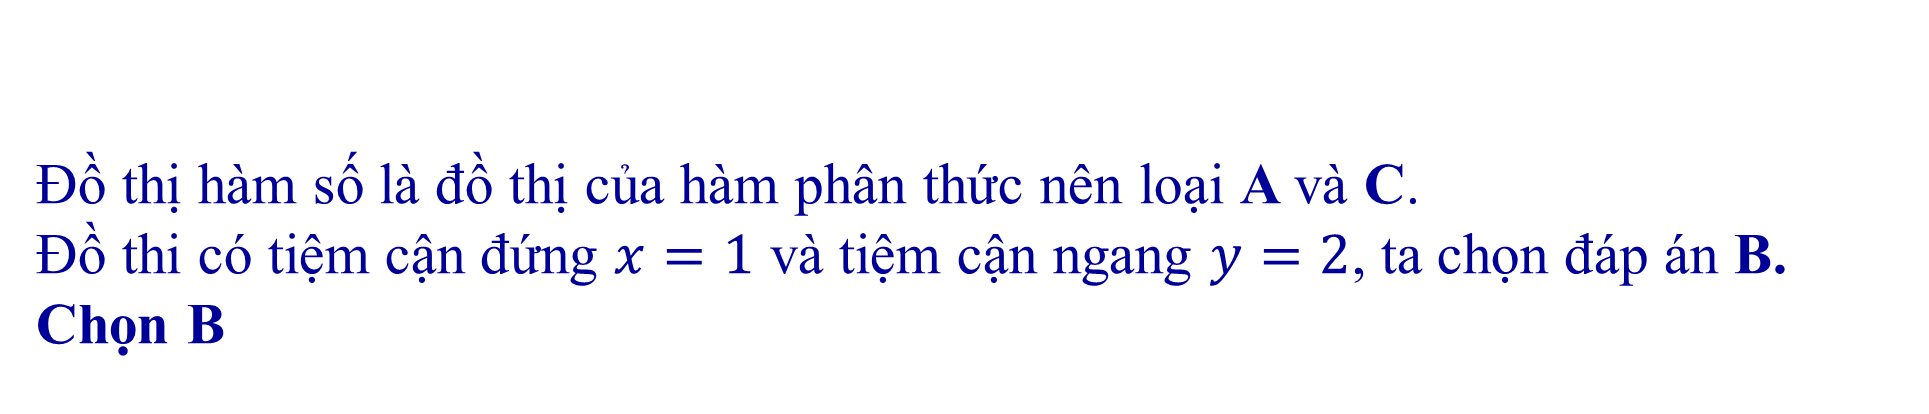 Đồ thị hàm số là đồ thị của hàm phân thức nên loại A và C.
Đồ thi có tiệm cận đứng x = 1 và tiệm cận ngang y = 2, ta chọn đáp án B.
Chọn B